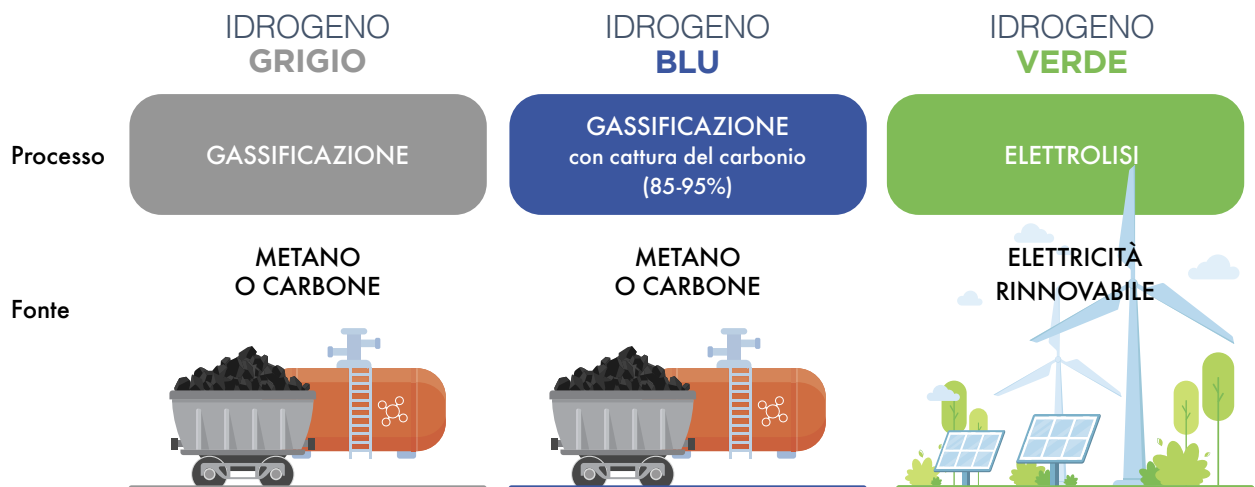 IDROGENO
GRIGIO
IDROGENO
BLU
IDROGENO
VERDE
Processo
GASSIFICAZIONE
GASSIFICAZIONE
con cattura del carbonio
(85-95%)
ELETTROLISI
Fonte
METANO
O CARBONE
METANO
O CARBONE
ELETTRICITÀ
RINNOVABILE